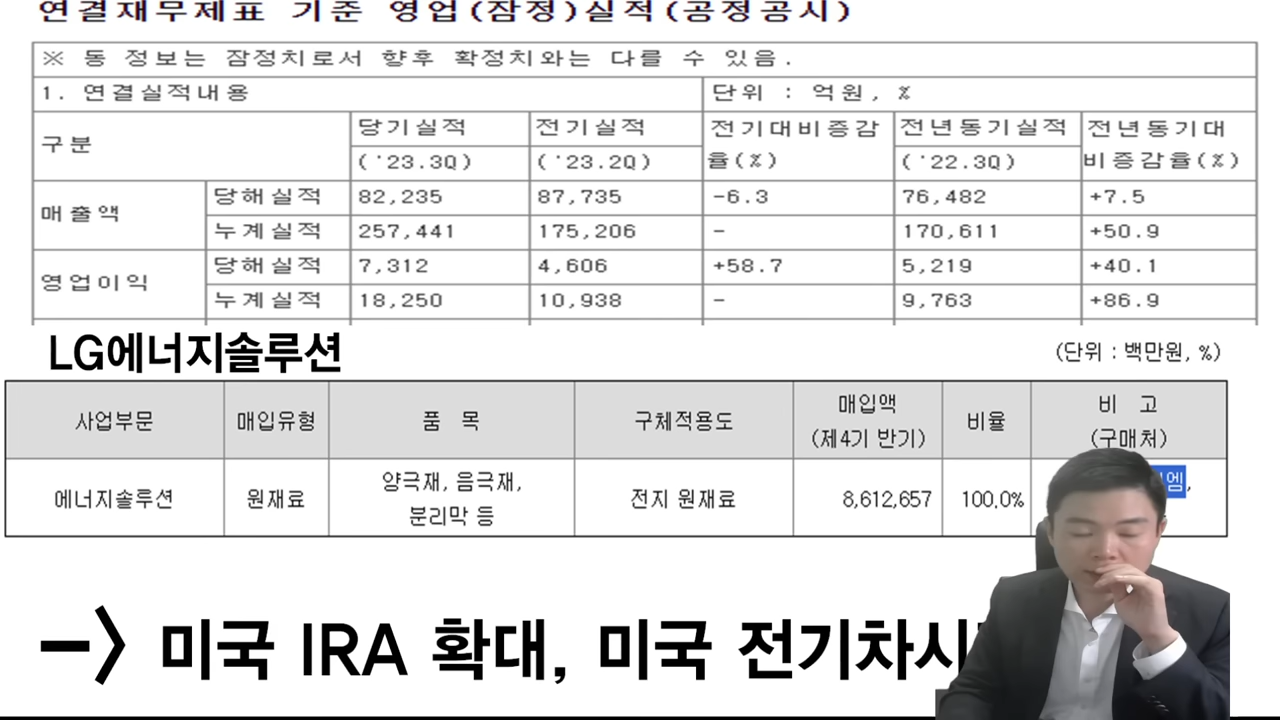 연결재무제표 기준 영업(잠정)실적(공정공시)
※ 동 정보는 잠정치로서 향후 확정치와는 다를 수 있음.
1. 연결실적내용 단위 : 억원, %
구분 당기실적 전기실적 전기대비증감율(%) 전년동기실적 전년동기대비증감율(%)
('23.3Q) ('23.2Q) ('22.3Q)
매출액 당해실적 82,235 87,735 -6.3 76,482 +7.5
누계실적 257,441 175,206 - 170,611 +50.9
영업이익 당해실적 7,312 4,606 +58.7 5,219 +40.1
누계실적 18,250 10,938 - 9,763 +86.9
LG에너지솔루션 (단위 : 백만원, %)
사업부문 매입유형 품 목 구체적용도 매입액 (제4기 반기) 비율 비 고 (구매처)
에너지솔루션 원재료 양극재, 음극재, 분리막 등 전지 원재료 8,612,657 100.0% 엠,
-> 미국 IRA 확대, 미국 전기차시